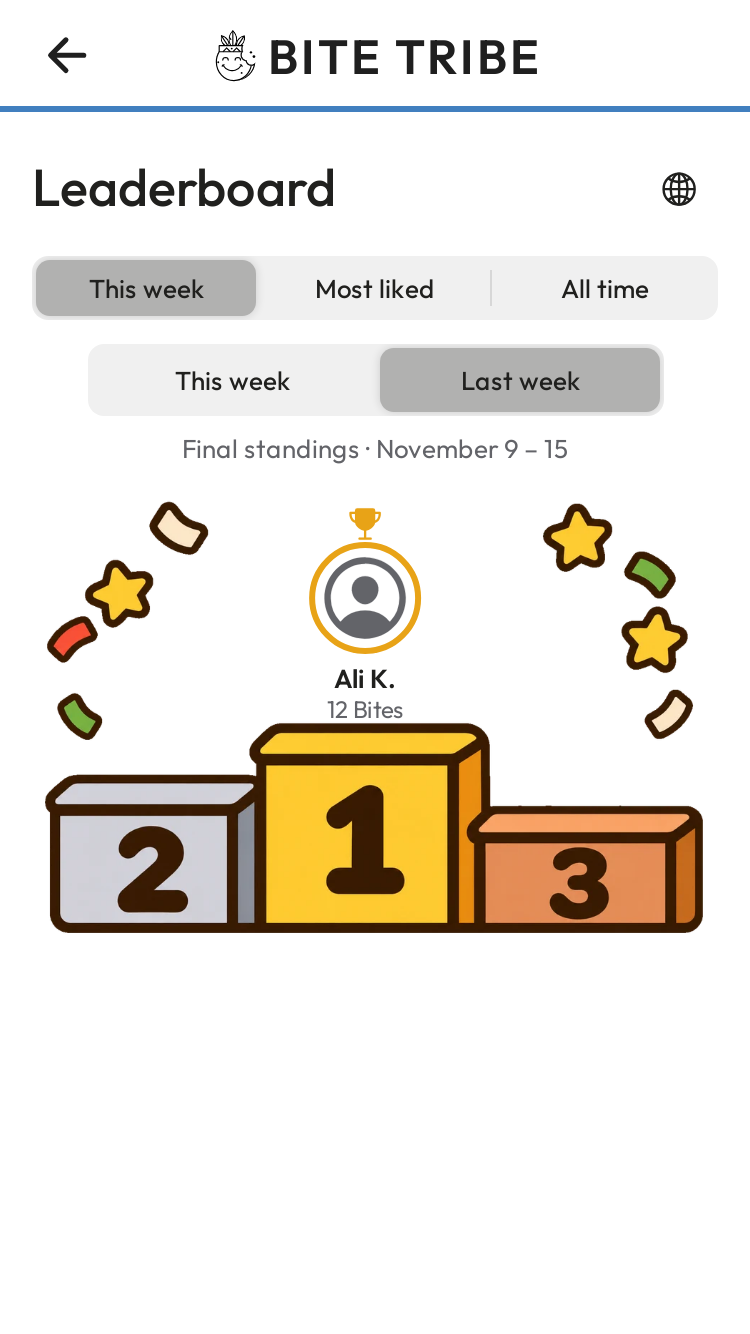 BITE TRIBE
Leaderboard
This week Most liked All time
This week Last week
Final standings · November 9 – 15
Ali K.
12 Bites
1
2
3